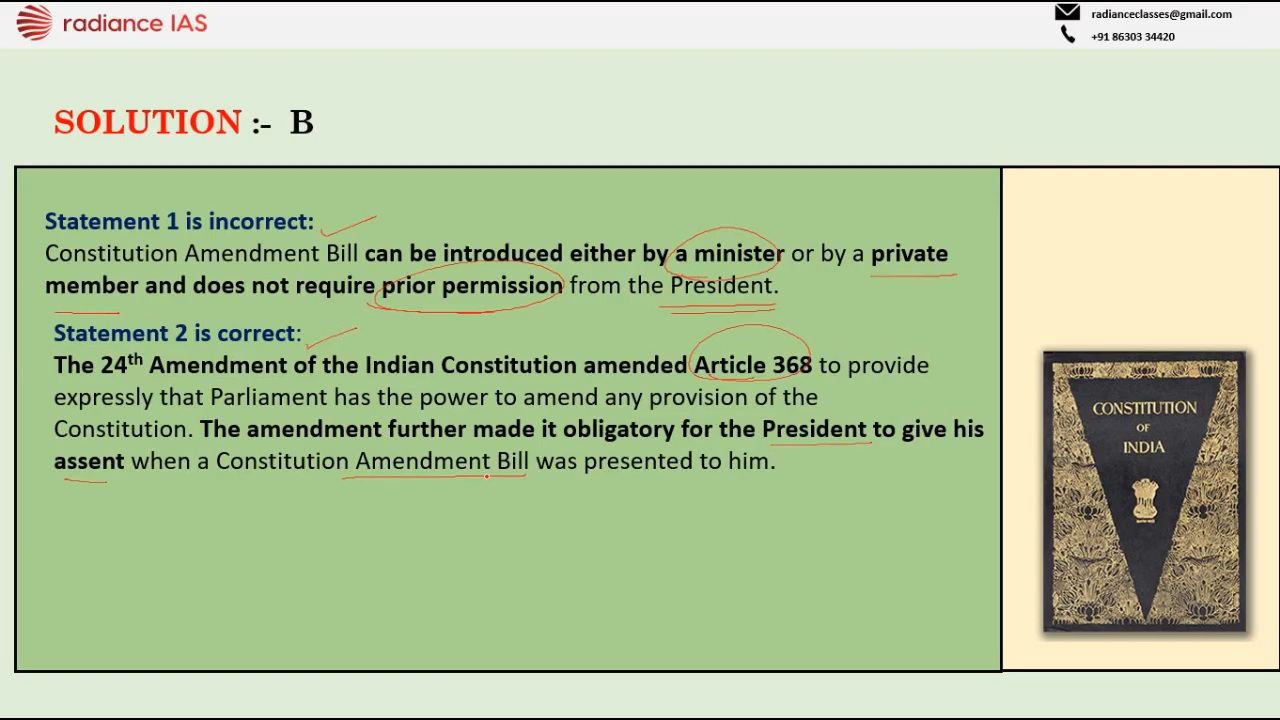 radiance IAS
radianceclasses@gmail.com
+91 86303 34420
SOLUTION :- B
Statement 1 is incorrect:
Constitution Amendment Bill can be introduced either by a minister or by a private
member and does not require prior permission from the President.
Statement 2 is correct:
The 24th Amendment of the Indian Constitution amended Article 368 to provide
expressly that Parliament has the power to amend any provision of the
Constitution. The amendment further made it obligatory for the President to give his
assent when a Constitution Amendment Bill was presented to him.
CONSTITUTION
OF
INDIA